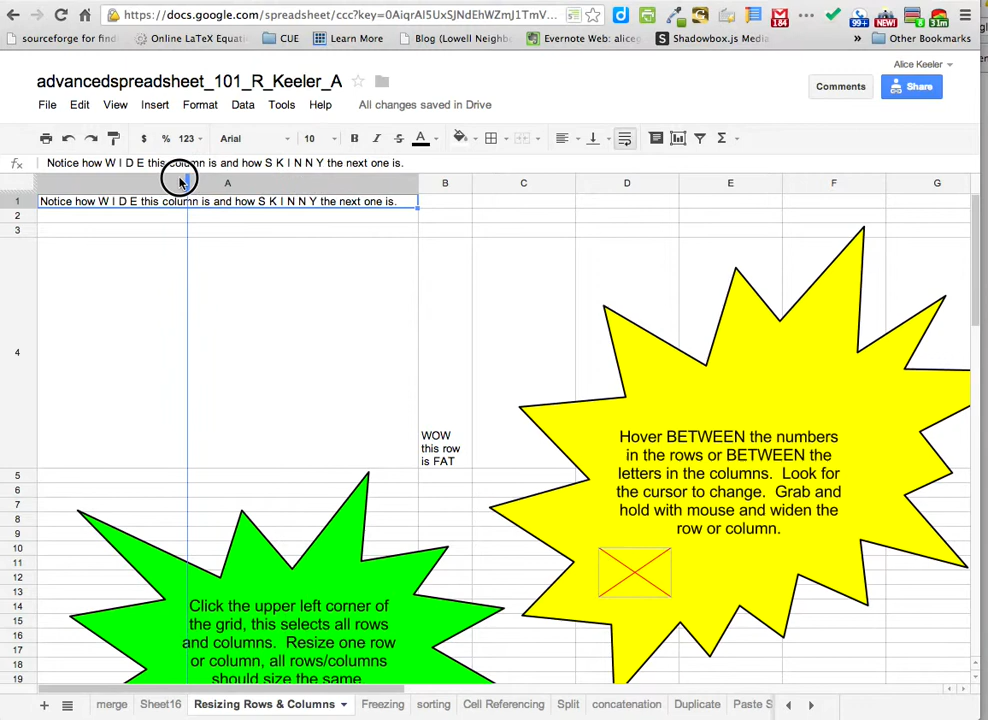 https://docs.google.com/spreadsheet/ccc?key=0AiqrAI5UxSJNdEhWZmJ1TmV...
184
99+
9
31m
sourceforge for find
Online LaTeX Equati
CUE
Learn More
Blog (Lowell Neighb
Evernote Web: aliceg
Shadowbox.js Media
»
Other Bookmarks
Alice Keeler
advancedspreadsheet_101_R_Keeler_A
Comments
Share
File Edit View Insert Format Data Tools Help All changes saved in Drive
$ % 123 Arial 10 B I S A Σ
fx Notice how W I D E this column is and how S K I N N Y the next one is.
A B C D E F G
1 Notice how W I D E this column is and how S K I N N Y the next one is.
2
3
4
WOW
this row
is FAT
Hover BETWEEN the numbers
in the rows or BETWEEN the
letters in the columns. Look for
the cursor to change. Grab and
hold with mouse and widen the
row or column.
5
6
7
8
9
10
11
12
13
14
15
16
17
18
19
Click the upper left corner of
the grid, this selects all rows
and columns. Resize one row
or column, all rows/columns
should size the same
merge Sheet16 Resizing Rows & Columns Freezing sorting Cell Referencing Split concatenation Duplicate Paste S